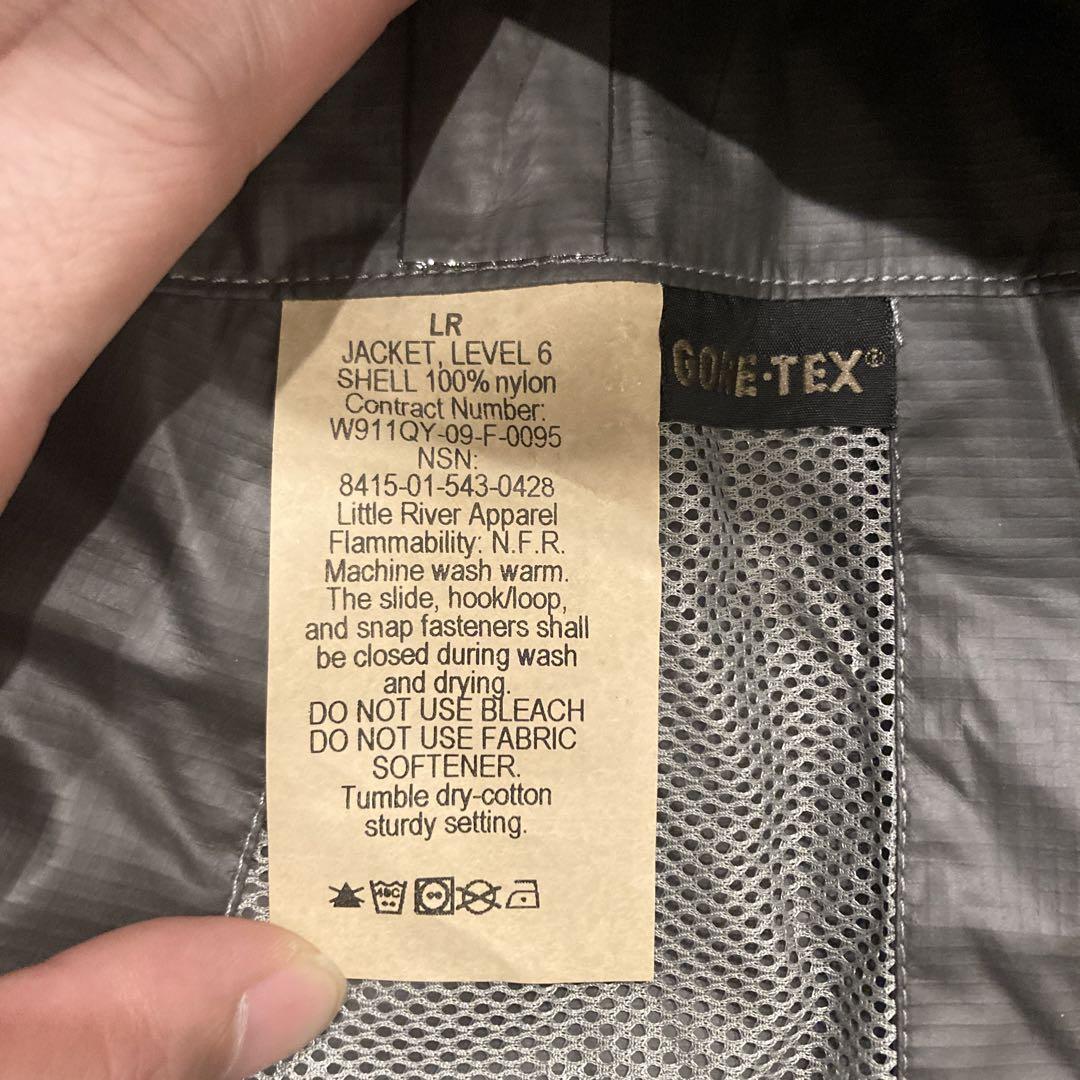 LR
JACKET, LEVEL 6
SHELL 100% nylon
Contract Number:
W911QY-09-F-0095
NSN:
8415-01-543-0428
Little River Apparel
Flammability: N.F.R.
Machine wash warm.
The slide, hook/loop,
and snap fasteners shall
be closed during wash
and drying.
DO NOT USE BLEACH
DO NOT USE FABRIC
SOFTENER.
Tumble dry-cotton
sturdy setting.
40C
GORE-TEX®